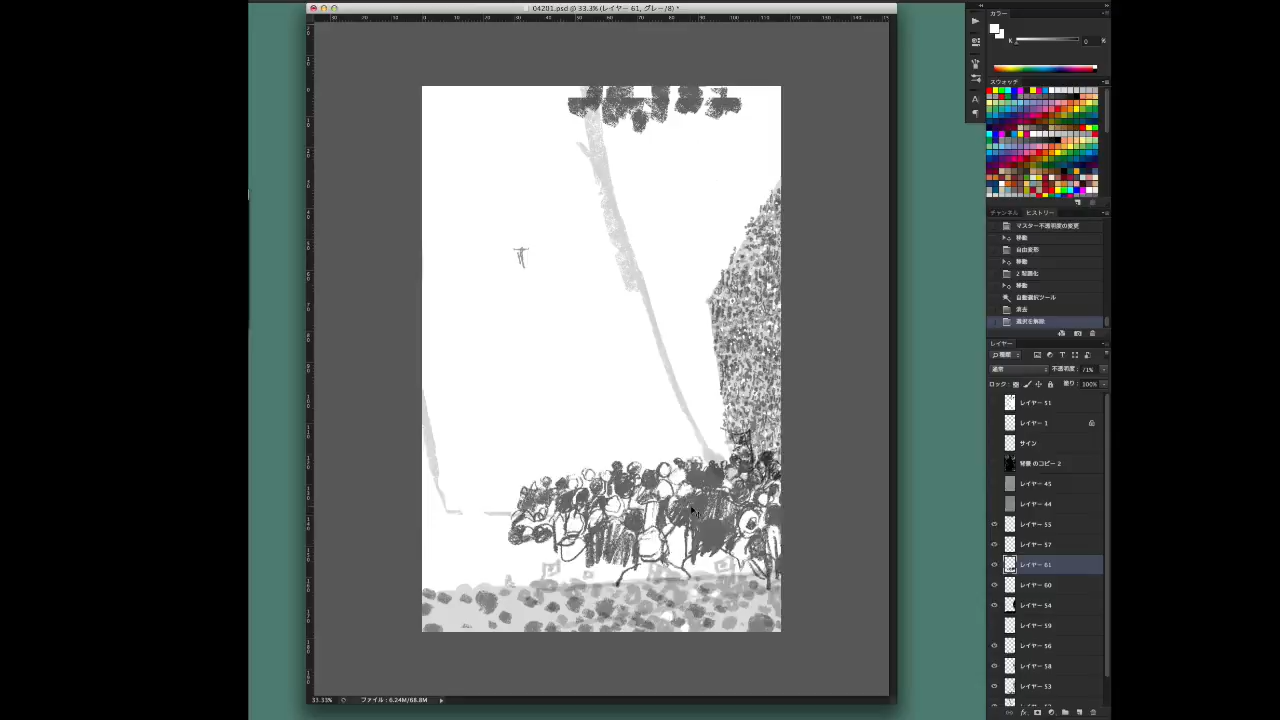 04201.psd @ 33.3% (レイヤー 61, グレー/8) *
カラー
K 0
スウォッチ
チャンネル ヒストリー
マスター不透明度の変更
移動
自由変形
移動
2 階調化
移動
自動選択ツール
消去
選択を解除
レイヤー
種類
通常 不透明度: 71%
ロック: 塗り: 100%
レイヤー 51
レイヤー 1
サイン
背景 のコピー 2
レイヤー 45
レイヤー 44
レイヤー 55
レイヤー 57
レイヤー 61
レイヤー 60
レイヤー 54
レイヤー 59
レイヤー 56
レイヤー 58
レイヤー 53
33.33% ファイル : 6.24M/68.8M